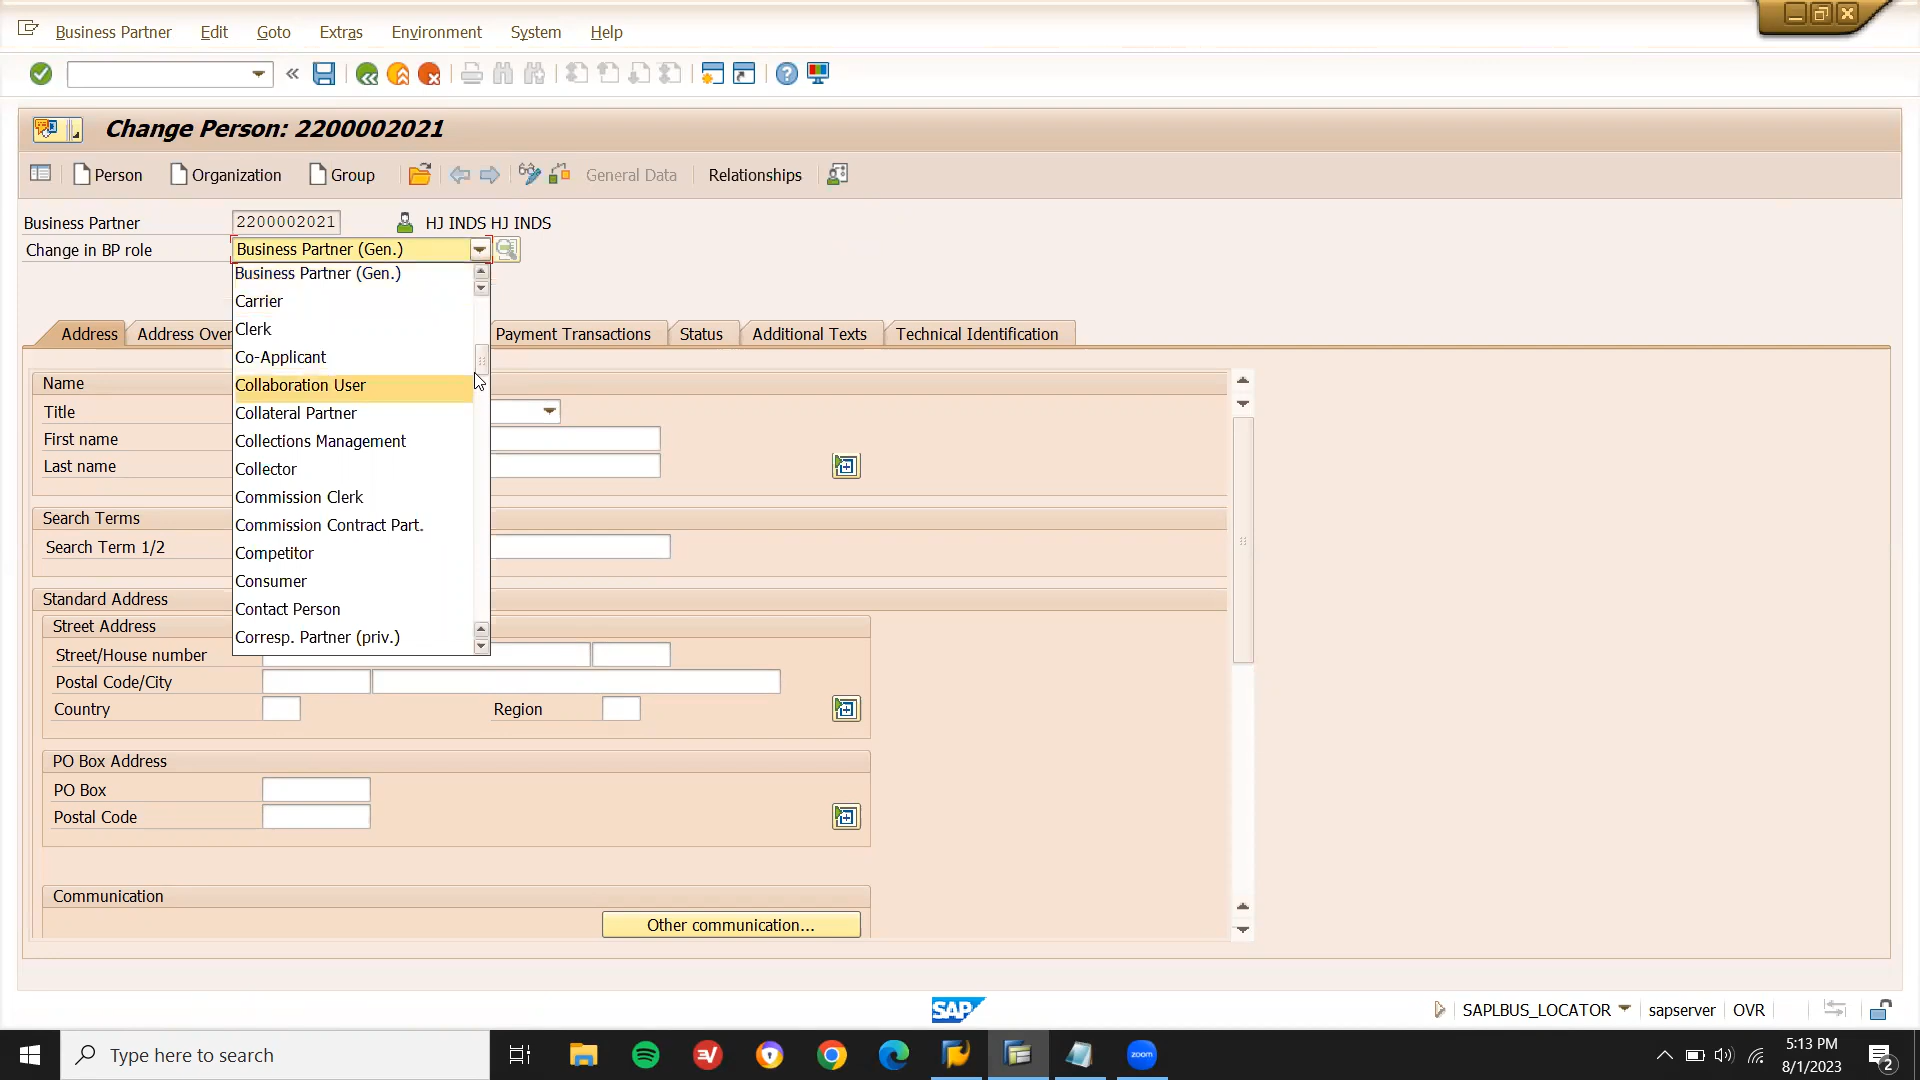 Business Partner Edit Goto Extras Environment System Help
Change Person: 2200002021
Person Organization Group General Data Relationships
Business Partner 2200002021 HJ INDS HJ INDS
Change in BP role Business Partner (Gen.)
Business Partner (Gen.)
Carrier
Clerk
Co-Applicant
Collaboration User
Collateral Partner
Collections Management
Collector
Commission Clerk
Commission Contract Part.
Competitor
Consumer
Contact Person
Corresp. Partner (priv.)
Address Address Over Payment Transactions Status Additional Texts Technical Identification
Name
Title
First name
Last name
Search Terms
Search Term 1/2
Standard Address
Street Address
Street/House number
Postal Code/City
Country Region
PO Box Address
PO Box
Postal Code
Communication
Other communication...
SAP SAPLBUS_LOCATOR sapserver OVR
Type here to search
zoom
5:13 PM
8/1/2023
2